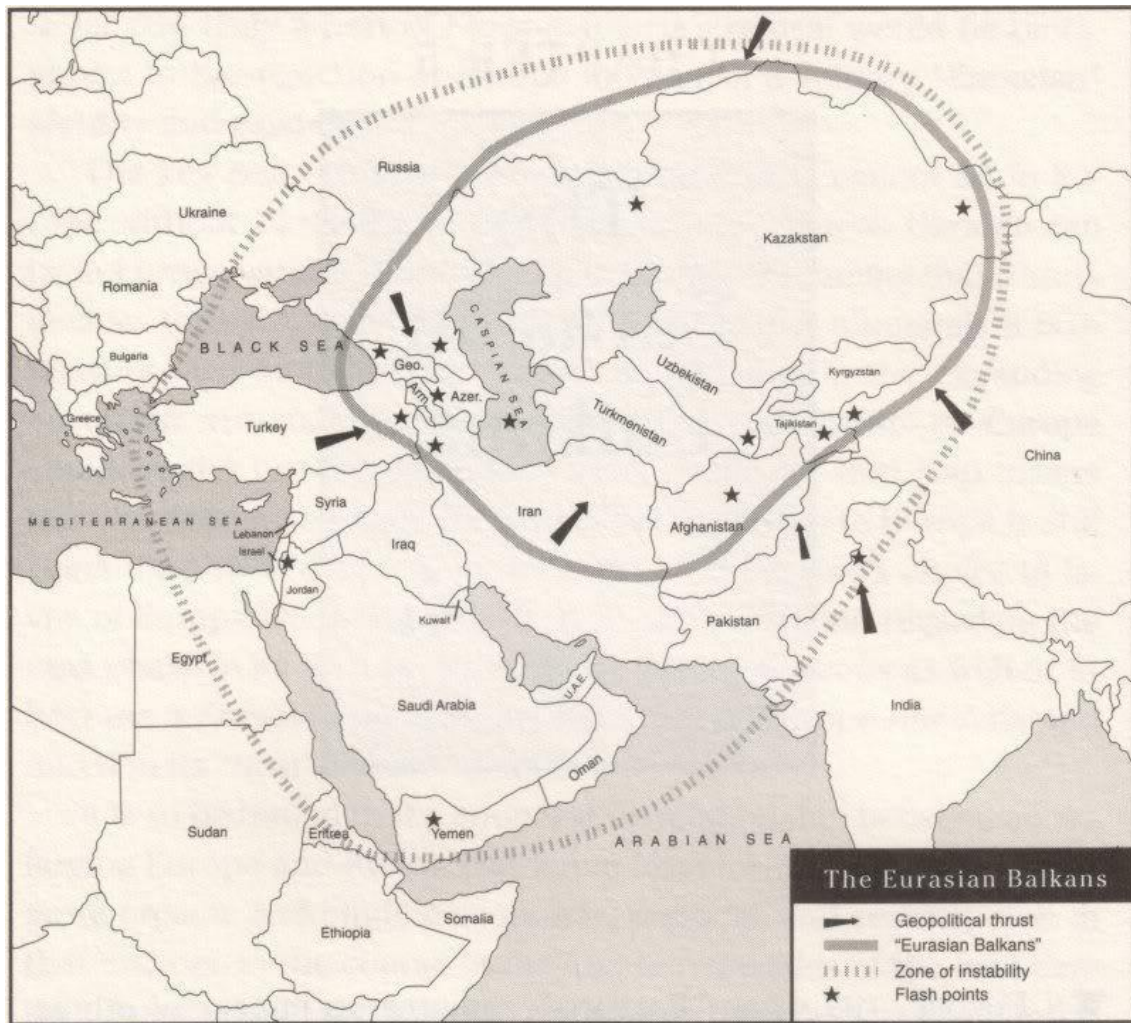 Russia
Ukraine
Kazakstan
Romania
Bulgaria
BLACK SEA
CASPIAN SEA
Geo.
Arm.
Azer.
Uzbekistan
Kyrgyzstan
Turkmenistan
Tajikistan
Greece
Turkey
China
MEDITERRANEAN SEA
Syria
Lebanon
Israel
Jordan
Iraq
Iran
Afghanistan
Kuwait
Pakistan
Egypt
Saudi Arabia
U.A.E.
India
Oman
Sudan
Eritrea
Yemen
ARABIAN SEA
Ethiopia
Somalia
The Eurasian Balkans
Geopolitical thrust
"Eurasian Balkans"
Zone of instability
Flash points